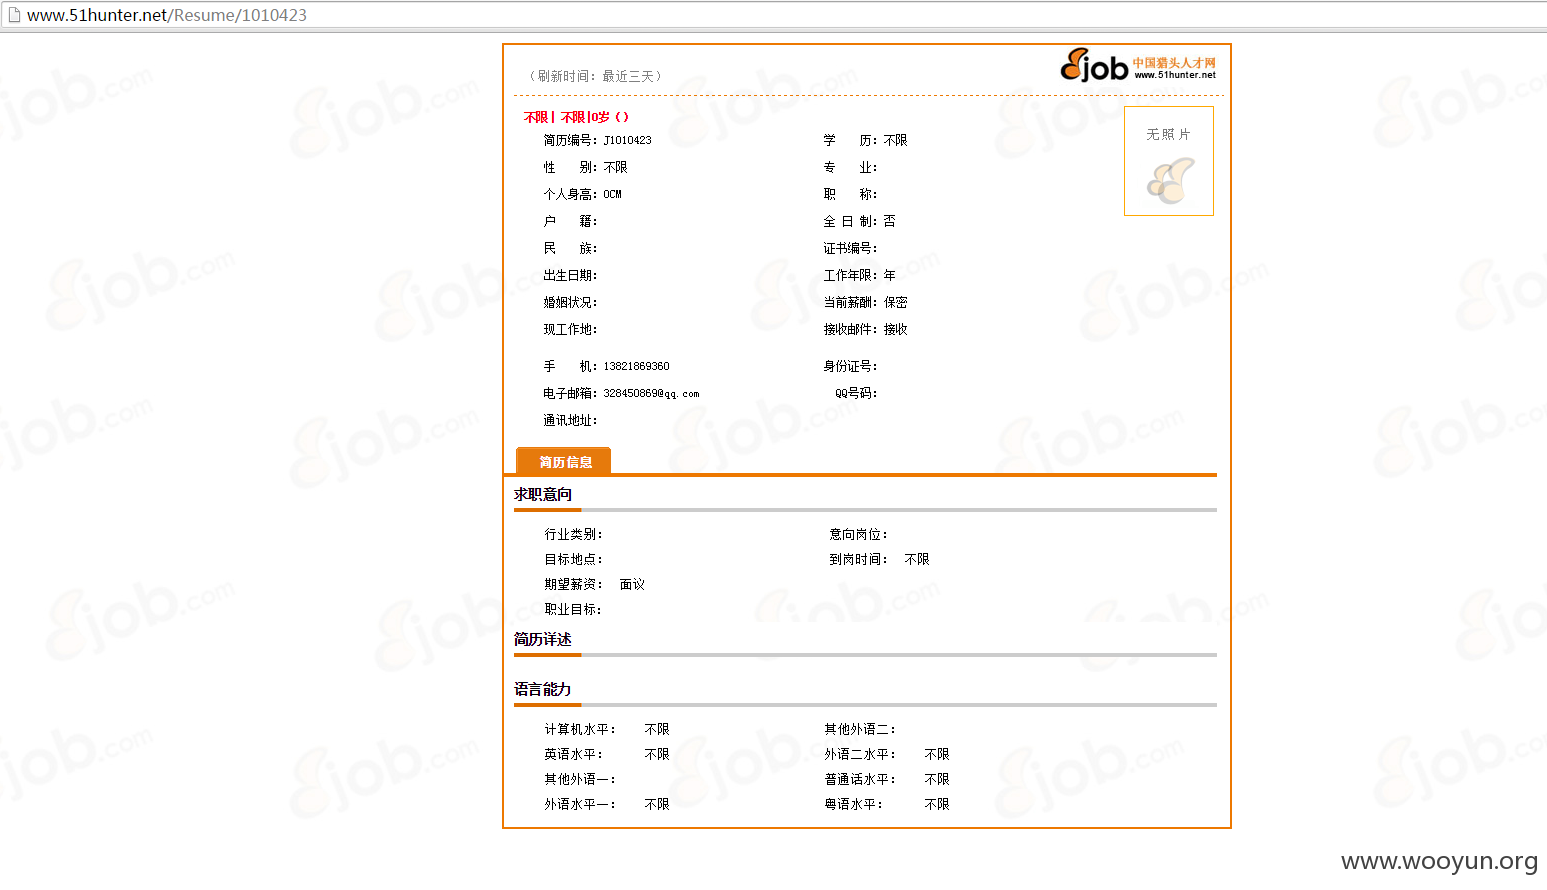 www.51hunter.net/Resume/1010423
job 中国猎头人才网
www.51hunter.net
（刷新时间：最近三天）
不限| 不限|0岁（）
无照片
简历编号：J1010423 学 历：不限
性 别：不限 专 业：
个人身高：0CM 职 称：
户 籍： 全 日 制：否
民 族： 证书编号：
出生日期： 工作年限：年
婚姻状况： 当前薪酬：保密
现工作地： 接收邮件：接收
手 机：13821869360 身份证号：
电子邮箱：328450869@qq.com QQ号码：
通讯地址：
简历信息
求职意向
行业类别： 意向岗位：
目标地点： 到岗时间： 不限
期望薪资： 面议
职业目标：
简历详述
语言能力
计算机水平： 不限 其他外语二：
英语水平： 不限 外语二水平： 不限
其他外语一： 普通话水平： 不限
外语水平一： 不限 粤语水平： 不限
www.wooyun.org